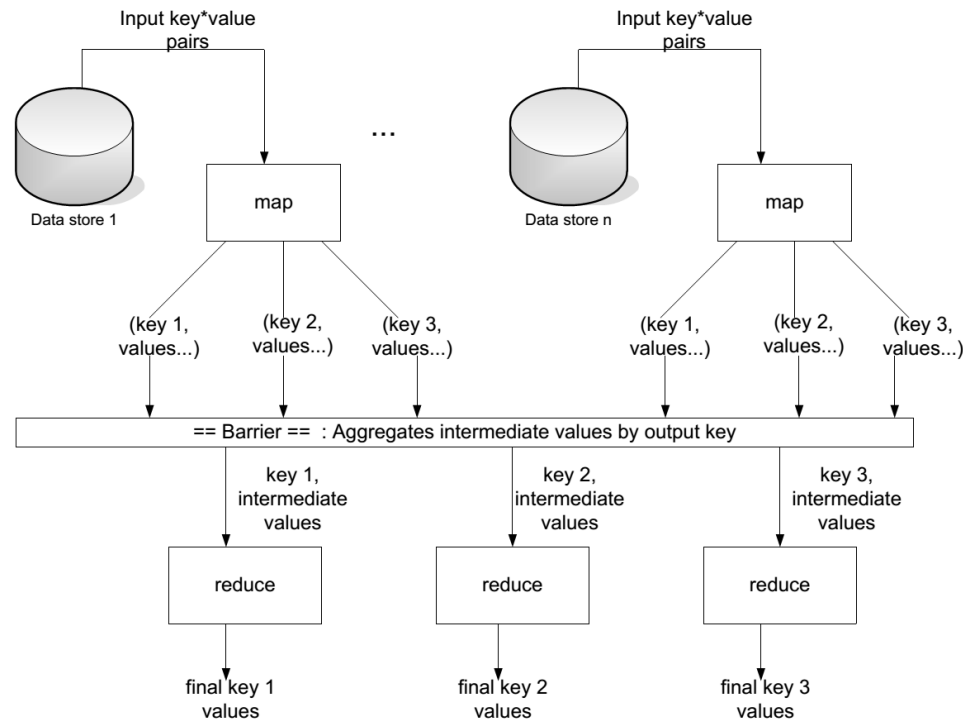 Input key*value
pairs
Input key*value
pairs
...
Data store 1
map
Data store n
map
(key 1,
values...)
(key 2,
values...)
(key 3,
values...)
(key 1,
values...)
(key 2,
values...)
(key 3,
values...)
== Barrier == : Aggregates intermediate values by output key
key 1,
intermediate
values
key 2,
intermediate
values
key 3,
intermediate
values
reduce
reduce
reduce
final key 1
values
final key 2
values
final key 3
values